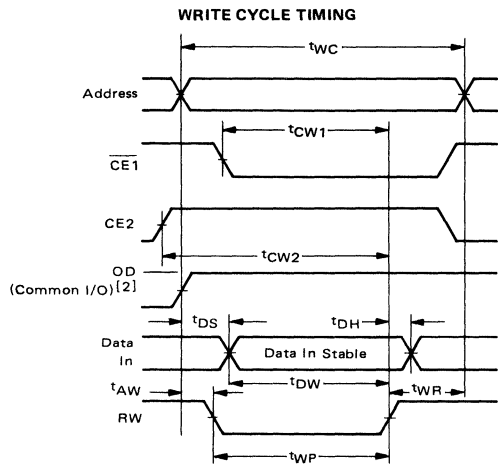 WRITE CYCLE TIMING
tWC
Address
tCW1
CE1
CE2
tCW2
OD
(Common I/O)[2]
tDS
tDH
Data
In
Data In Stable
tAW
tDW
tWR
RW
tWP